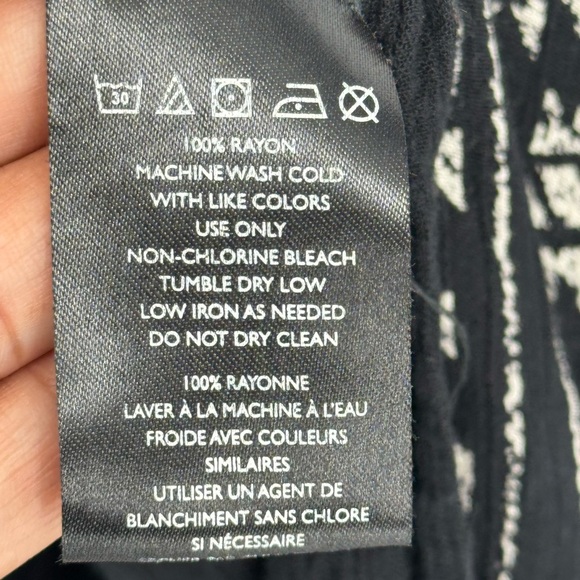 30
100% RAYON
MACHINE WASH COLD
WITH LIKE COLORS
USE ONLY
NON-CHLORINE BLEACH
TUMBLE DRY LOW
LOW IRON AS NEEDED
DO NOT DRY CLEAN
100% RAYONNE
LAVER À LA MACHINE À L'EAU
FROIDE AVEC COULEURS
SIMILAIRES
UTILISER UN AGENT DE
BLANCHIMENT SANS CHLORE
SI NÉCESSAIRE